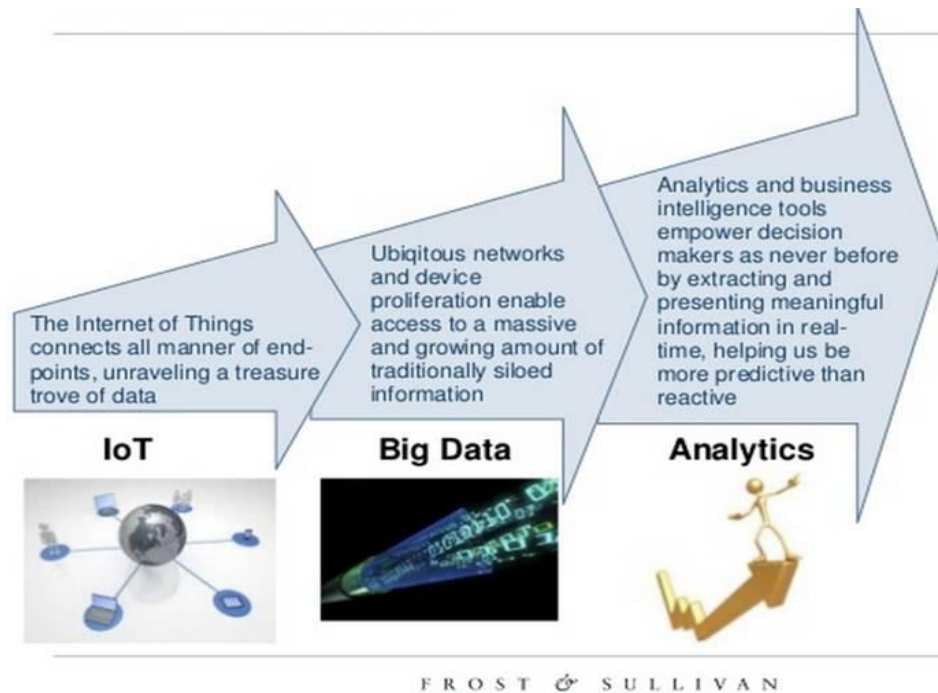 The Internet of Things
connects all manner of end-
points, unraveling a treasure
trove of data
IoT
Ubiqitous networks
and device
proliferation enable
access to a massive
and growing amount of
traditionally siloed
information
Big Data
Analytics and business
intelligence tools
empower decision
makers as never before
by extracting and
presenting meaningful
information in real-
time, helping us be
more predictive than
reactive
Analytics
FROST & SULLIVAN